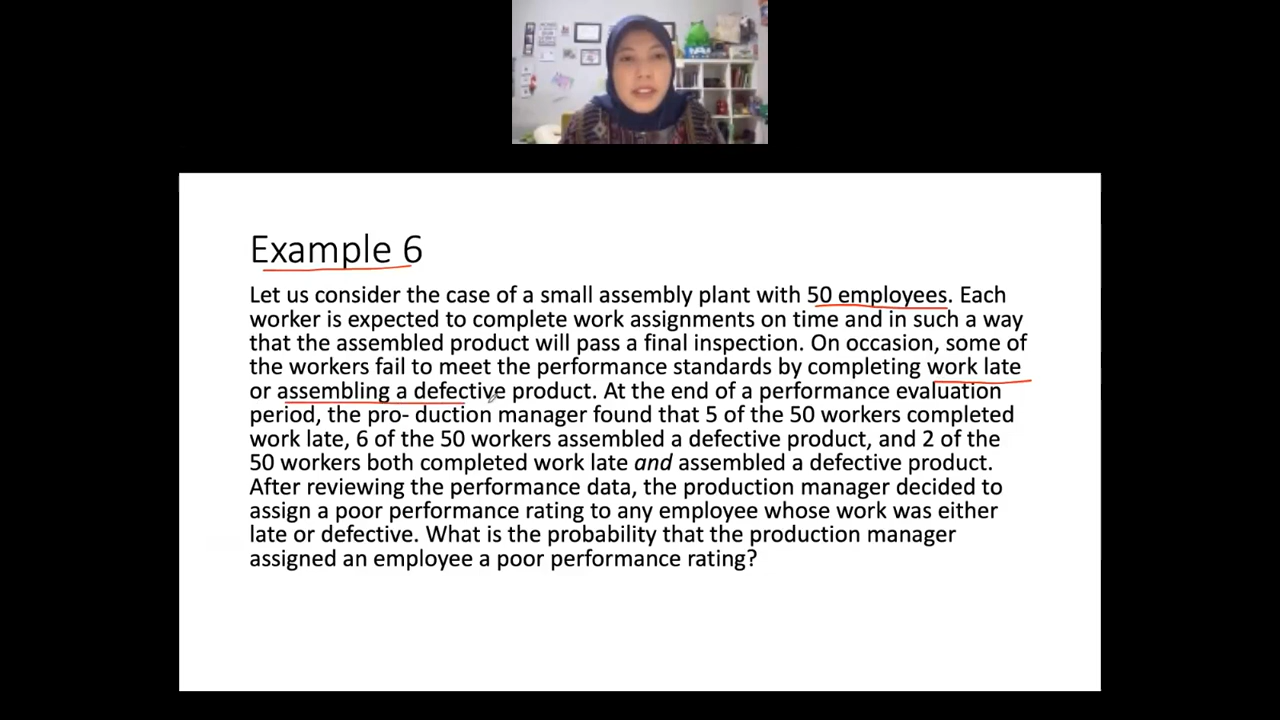 Example 6
Let us consider the case of a small assembly plant with 50 employees. Each
worker is expected to complete work assignments on time and in such a way
that the assembled product will pass a final inspection. On occasion, some of
the workers fail to meet the performance standards by completing work late
or assembling a defective product. At the end of a performance evaluation
period, the pro- duction manager found that 5 of the 50 workers completed
work late, 6 of the 50 workers assembled a defective product, and 2 of the
50 workers both completed work late and assembled a defective product.
After reviewing the performance data, the production manager decided to
assign a poor performance rating to any employee whose work was either
late or defective. What is the probability that the production manager
assigned an employee a poor performance rating?